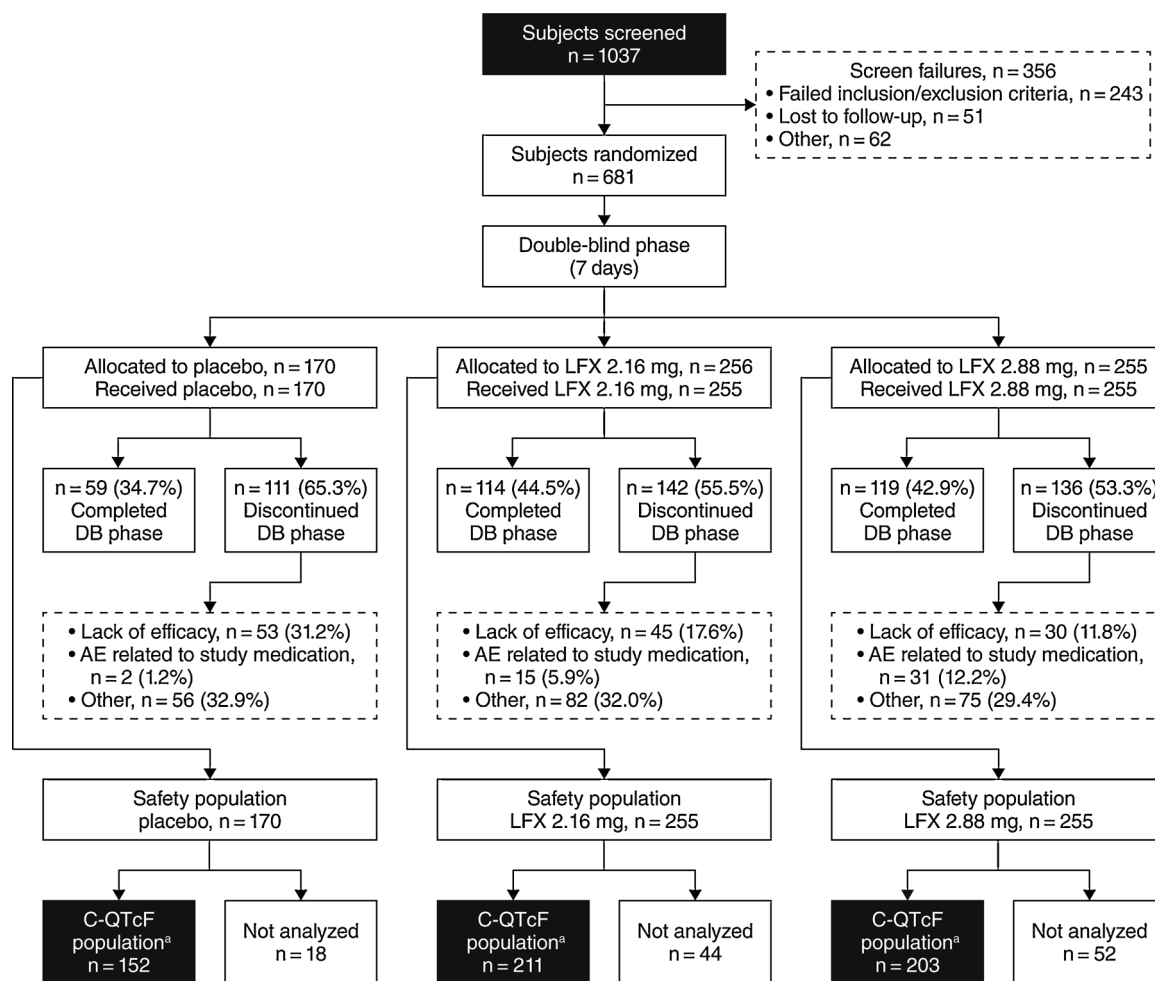 Subjects screened
n = 1037
Screen failures, n = 356
• Failed inclusion/exclusion criteria, n = 243
• Lost to follow-up, n = 51
• Other, n = 62
Subjects randomized
n = 681
Double-blind phase
(7 days)
Allocated to placebo, n = 170
Received placebo, n = 170
Allocated to LFX 2.16 mg, n = 256
Received LFX 2.16 mg, n = 255
Allocated to LFX 2.88 mg, n = 255
Received LFX 2.88 mg, n = 255
n = 59 (34.7%)
Completed
DB phase
n = 111 (65.3%)
Discontinued
DB phase
n = 114 (44.5%)
Completed
DB phase
n = 142 (55.5%)
Discontinued
DB phase
n = 119 (42.9%)
Completed
DB phase
n = 136 (53.3%)
Discontinued
DB phase
• Lack of efficacy, n = 53 (31.2%)
• AE related to study medication,
n = 2 (1.2%)
• Other, n = 56 (32.9%)
• Lack of efficacy, n = 45 (17.6%)
• AE related to study medication,
n = 15 (5.9%)
• Other, n = 82 (32.0%)
• Lack of efficacy, n = 30 (11.8%)
• AE related to study medication,
n = 31 (12.2%)
• Other, n = 75 (29.4%)
Safety population
placebo, n = 170
Safety population
LFX 2.16 mg, n = 255
Safety population
LFX 2.88 mg, n = 255
C-QTcF
populationᵃ
n = 152
Not analyzed
n = 18
C-QTcF
populationᵃ
n = 211
Not analyzed
n = 44
C-QTcF
populationᵃ
n = 203
Not analyzed
n = 52